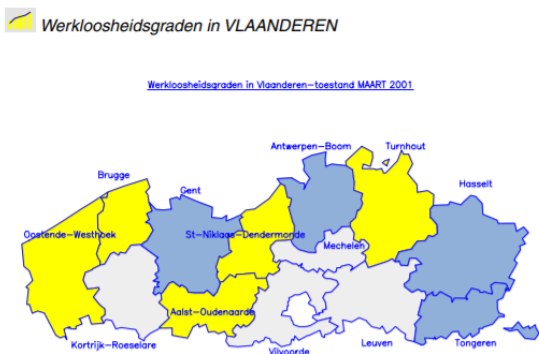 Werkloosheidsgraden in VLAANDEREN
Werkloosheidsgraden in Vlaanderen-toestand MAART 2001
Antwerpen-Boom
Turnhout
Brugge
Gent
Hasselt
Oostende-Westhoek
St-Niklaas-Dendermonde
Mechelen
Aalst-Oudenaarde
Kortrijk-Roeselare
Vilvoorde
Leuven
Tongeren